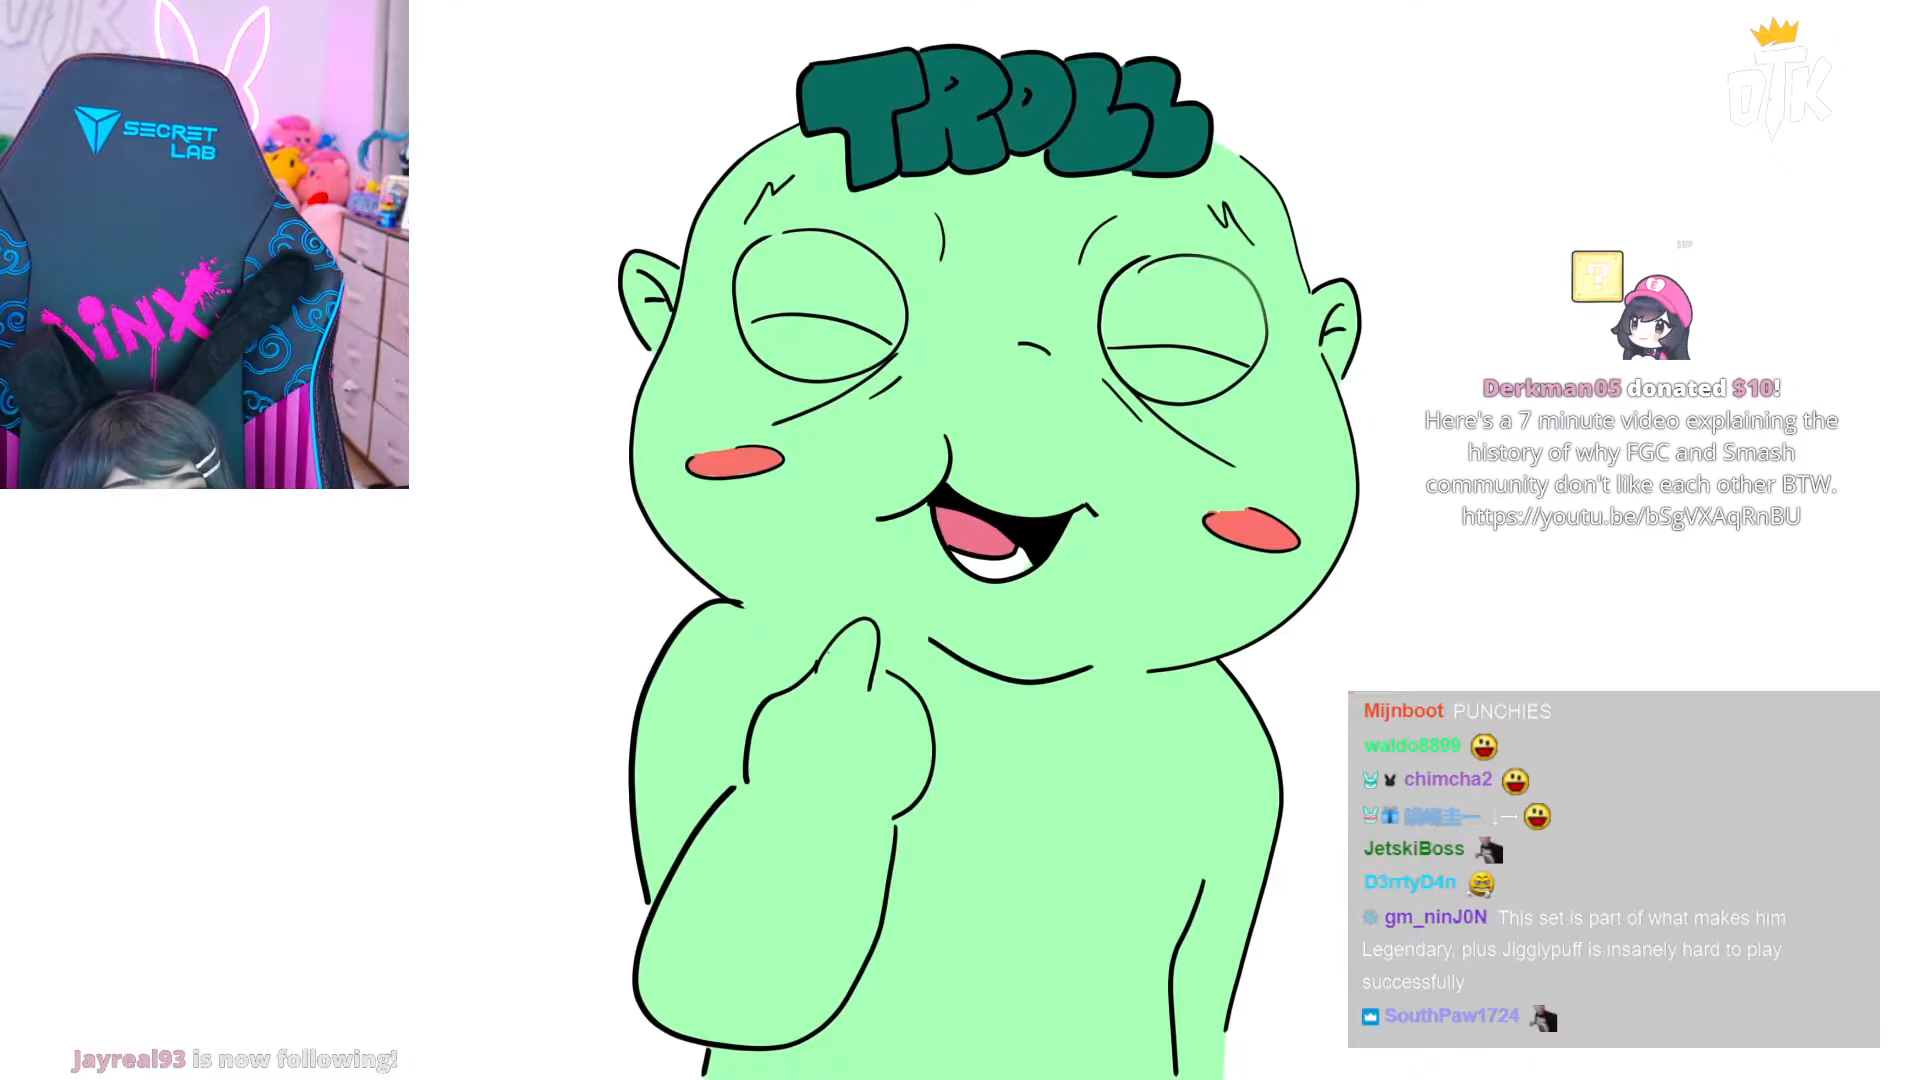 SECRET
LAB
TROLL
OTK
Derkman05 donated $10!
Here's a 7 minute video explaining the
history of why FGC and Smash
community don't like each other BTW.
https://youtu.be/bSgVXAqRnBU
Mijnboot PUNCHIES
waldo8899
chimcha2
JetskiBoss
D3rrtyD4n
gm_ninJ0N This set is part of what makes him
Legendary, plus Jigglypuff is insanely hard to play
successfully
SouthPaw1724
Jayreal93 is now following!